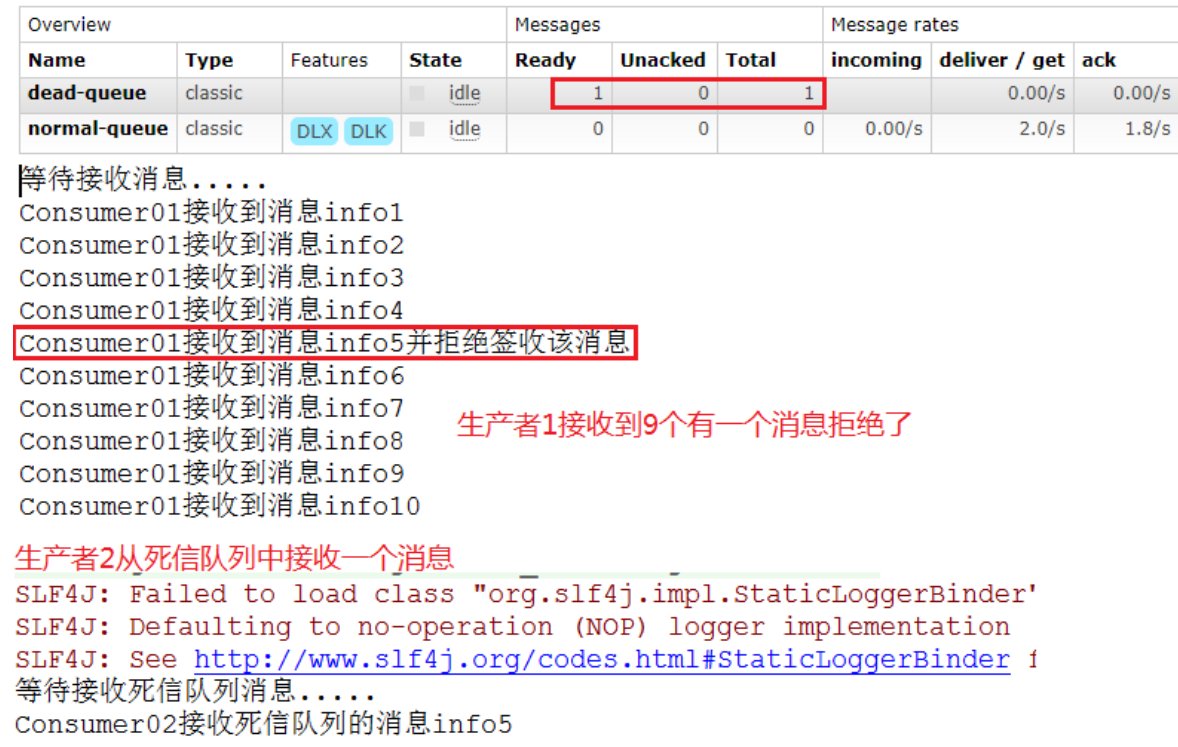 Overview Messages Message rates
Name Type Features State Ready Unacked Total incoming deliver / get ack
dead-queue classic idle 1 0 1 0.00/s 0.00/s
normal-queue classic DLX DLK idle 0 0 0 0.00/s 2.0/s 1.8/s
等待接收消息.....
Consumer01接收到消息info1
Consumer01接收到消息info2
Consumer01接收到消息info3
Consumer01接收到消息info4
Consumer01接收到消息info5并拒绝签收该消息
Consumer01接收到消息info6
Consumer01接收到消息info7
生产者1接收到9个有一个消息拒绝了
Consumer01接收到消息info8
Consumer01接收到消息info9
Consumer01接收到消息info10
生产者2从死信队列中接收一个消息
SLF4J: Failed to load class "org.slf4j.impl.StaticLoggerBinder"
SLF4J: Defaulting to no-operation (NOP) logger implementation
SLF4J: See http://www.slf4j.org/codes.html#StaticLoggerBinder f
等待接收死信队列消息.....
Consumer02接收死信队列的消息info5